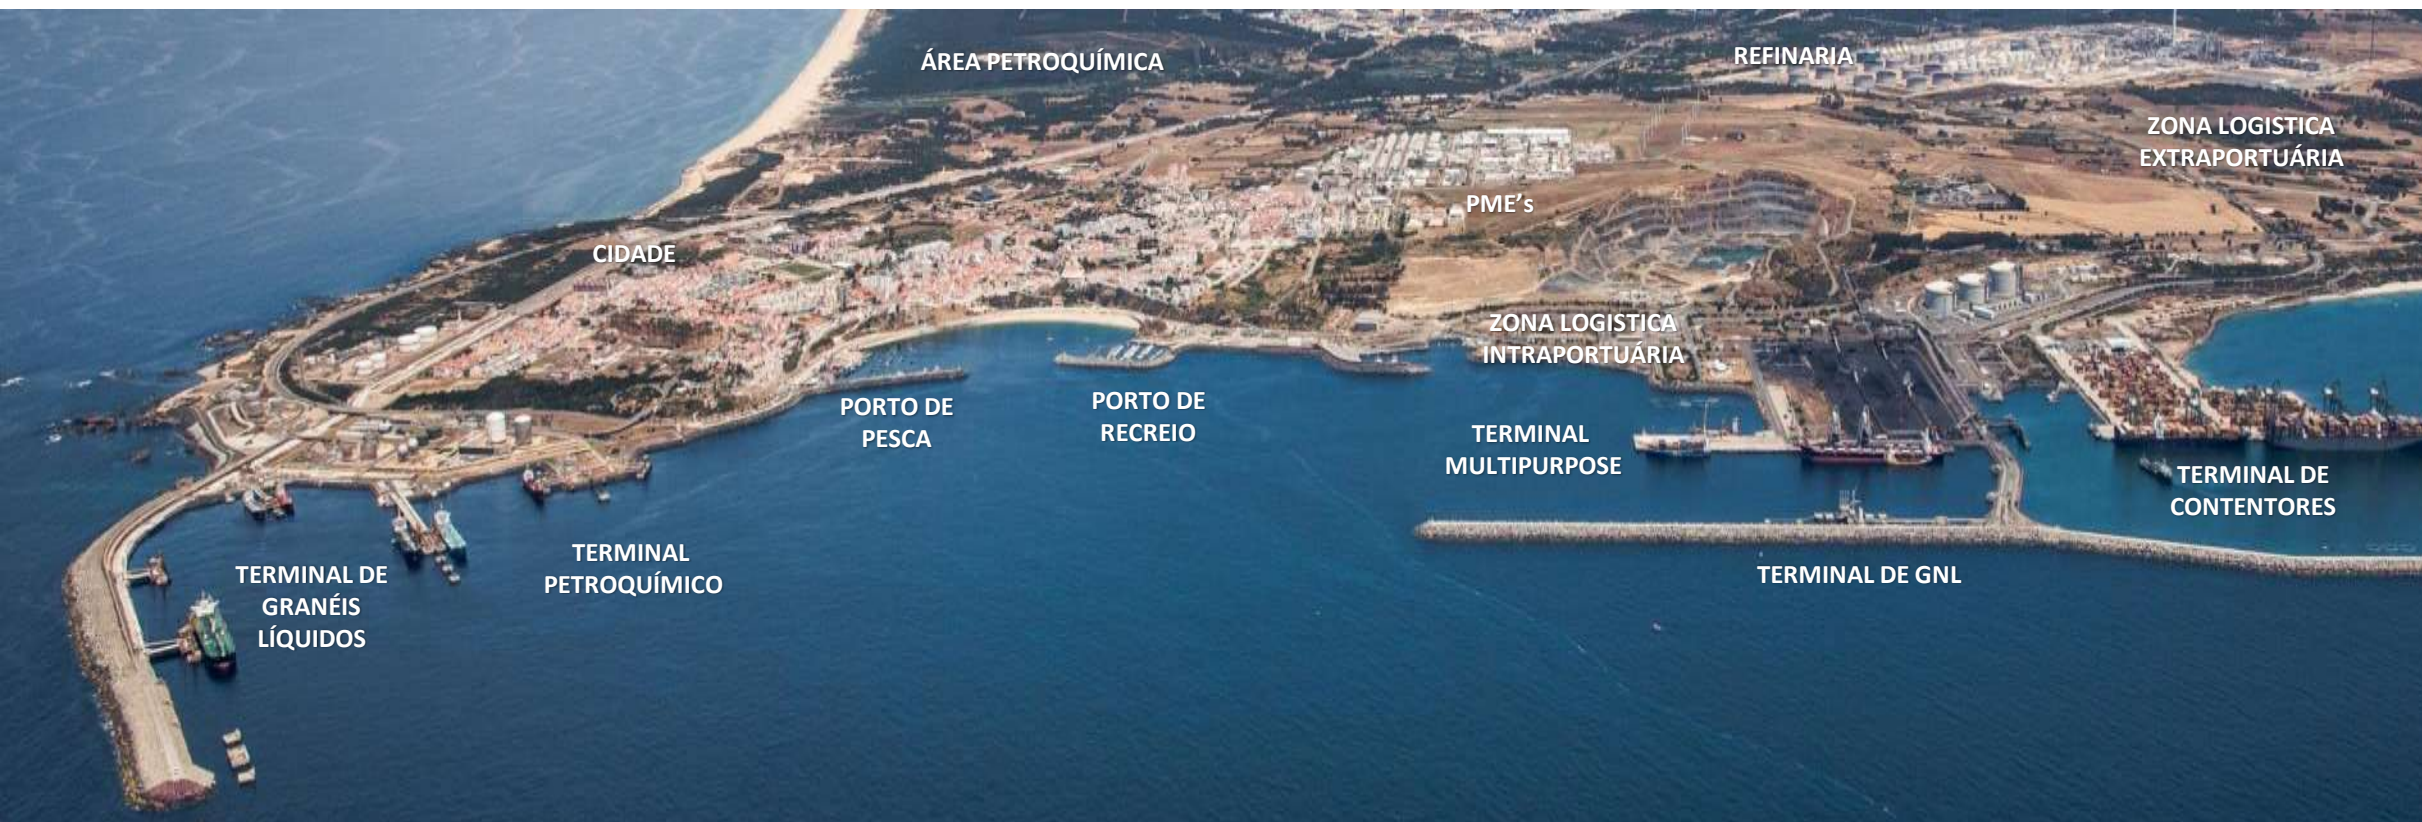 ÁREA PETROQUÍMICA
REFINARIA
ZONA LOGISTICA
EXTRAPORTUÁRIA
PME's
CIDADE
ZONA LOGISTICA
INTRAPORTUÁRIA
PORTO DE
PESCA
PORTO DE
RECREIO
TERMINAL
MULTIPURPOSE
TERMINAL DE
CONTENTORES
TERMINAL DE
GRANÉIS
LÍQUIDOS
TERMINAL
PETROQUÍMICO
TERMINAL DE GNL